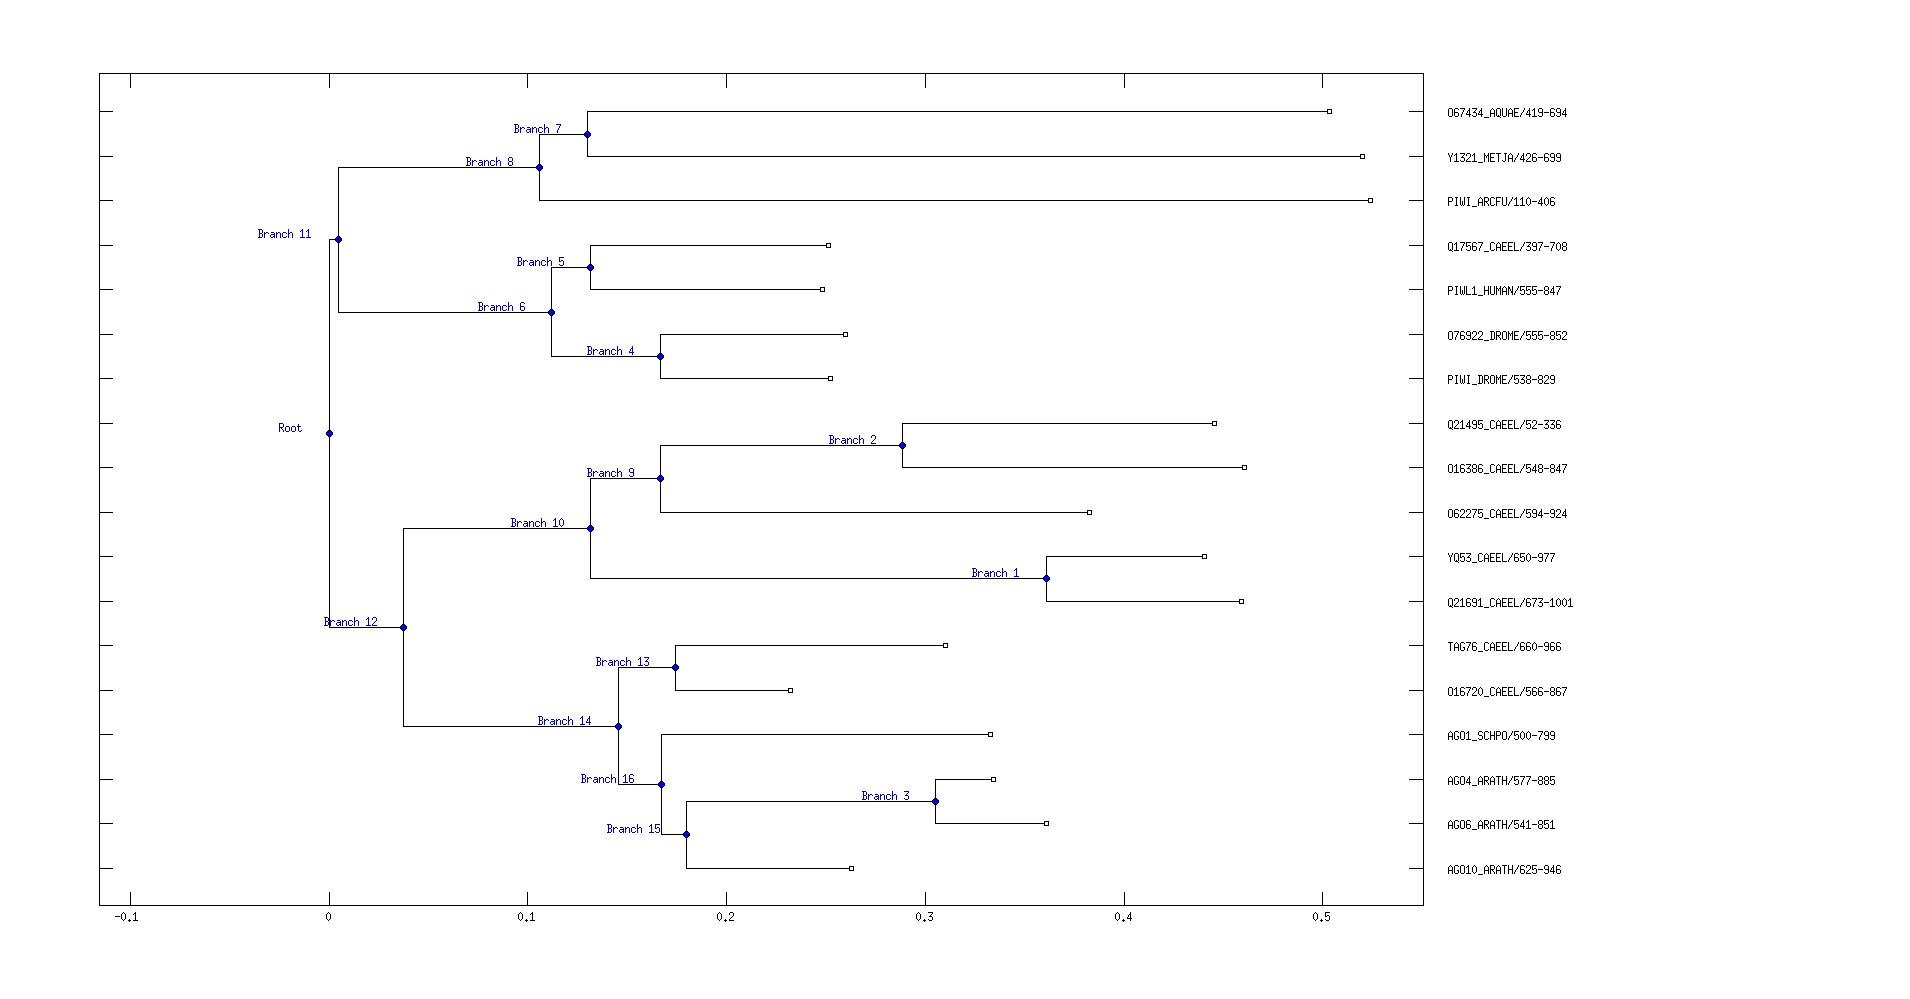 Branch 7
Branch 8
Branch 11
Branch 5
Branch 6
Branch 4
Root
Branch 2
Branch 9
Branch 10
Branch 1
Branch 12
Branch 13
Branch 14
Branch 16
Branch 3
Branch 15
O67434_AQUAE/419-694
Y1321_METJA/426-699
PIWI_ARCFU/110-406
Q17567_CAEEL/397-708
PIWL1_HUMAN/555-847
O76922_DROME/555-852
PIWI_DROME/538-829
Q21495_CAEEL/52-336
O16386_CAEEL/548-847
O62275_CAEEL/594-924
YQ53_CAEEL/650-977
Q21691_CAEEL/673-1001
TAG76_CAEEL/660-966
O16720_CAEEL/566-867
AGO1_SCHPO/500-799
AGO4_ARATH/577-885
AGO6_ARATH/541-851
AGO10_ARATH/625-946
-0.1 0 0.1 0.2 0.3 0.4 0.5